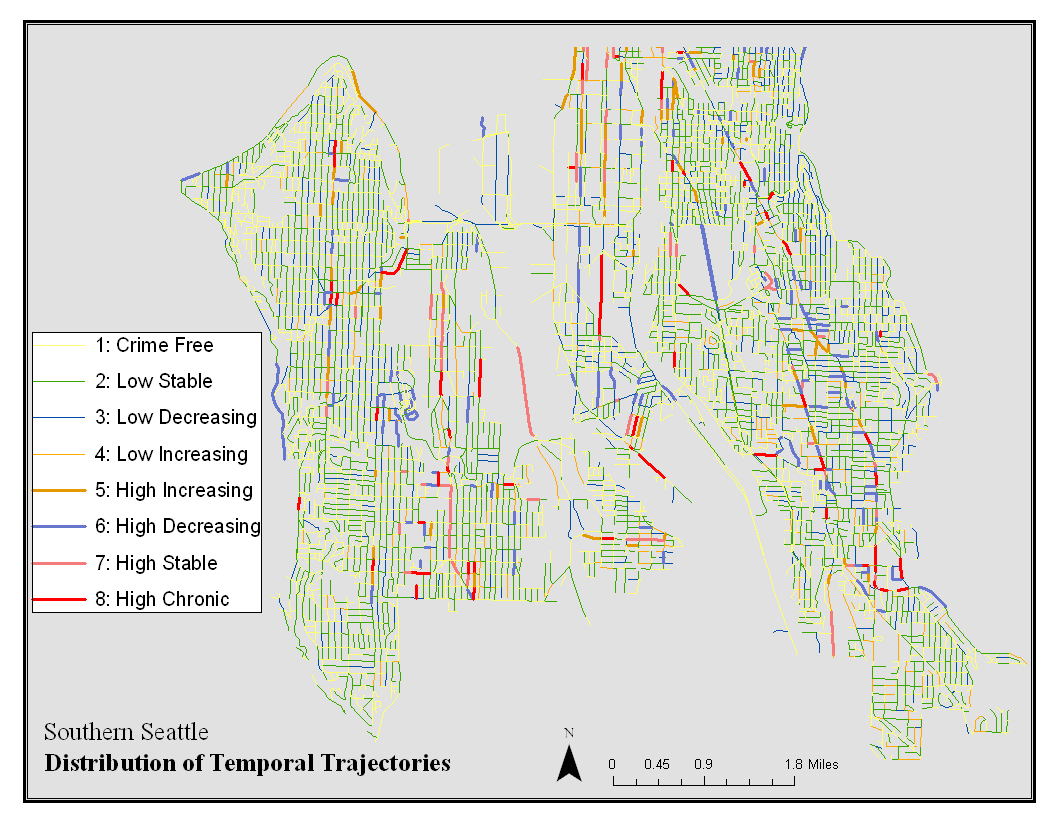 1: Crime Free
2: Low Stable
3: Low Decreasing
4: Low Increasing
5: High Increasing
6: High Decreasing
7: High Stable
8: High Chronic
Southern Seattle
Distribution of Temporal Trajectories
N
0 0.45 0.9 1.8 Miles